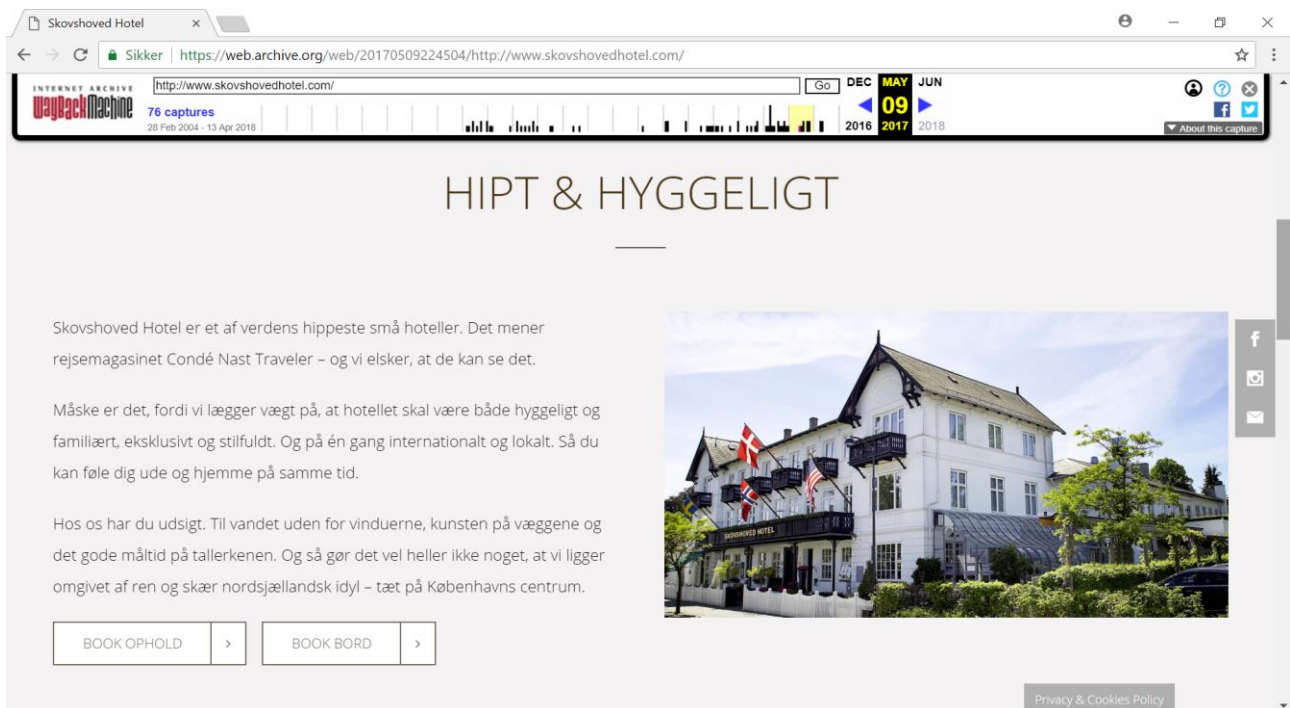 Skovshoved Hotel
Sikker https://web.archive.org/web/20170509224504/http://www.skovshovedhotel.com/
INTERNET ARCHIVE
WayBackMachine
http://www.skovshovedhotel.com/
Go
DEC MAY JUN
76 captures
09
28 Feb 2004 - 13 Apr 2018
2016 2017 2018
About this capture
HIPT & HYGGELIGT
Skovshoved Hotel er et af verdens hippeste små hoteller. Det mener
rejsemagasinet Condé Nast Traveler – og vi elsker, at de kan se det.
Måske er det, fordi vi lægger vægt på, at hotellet skal være både hyggeligt og
familiært, eksklusivt og stilfuldt. Og på én gang internationalt og lokalt. Så du
kan føle dig ude og hjemme på samme tid.
Hos os har du udsigt. Til vandet uden for vinduerne, kunsten på væggene og
det gode måltid på tallerkenen. Og så gør det vel heller ikke noget, at vi ligger
omgivet af ren og skær nordsjællandsk idyl – tæt på Københavns centrum.
SKOVSHOVED HOTEL
BOOK OPHOLD
BOOK BORD
Privacy & Cookies Policy